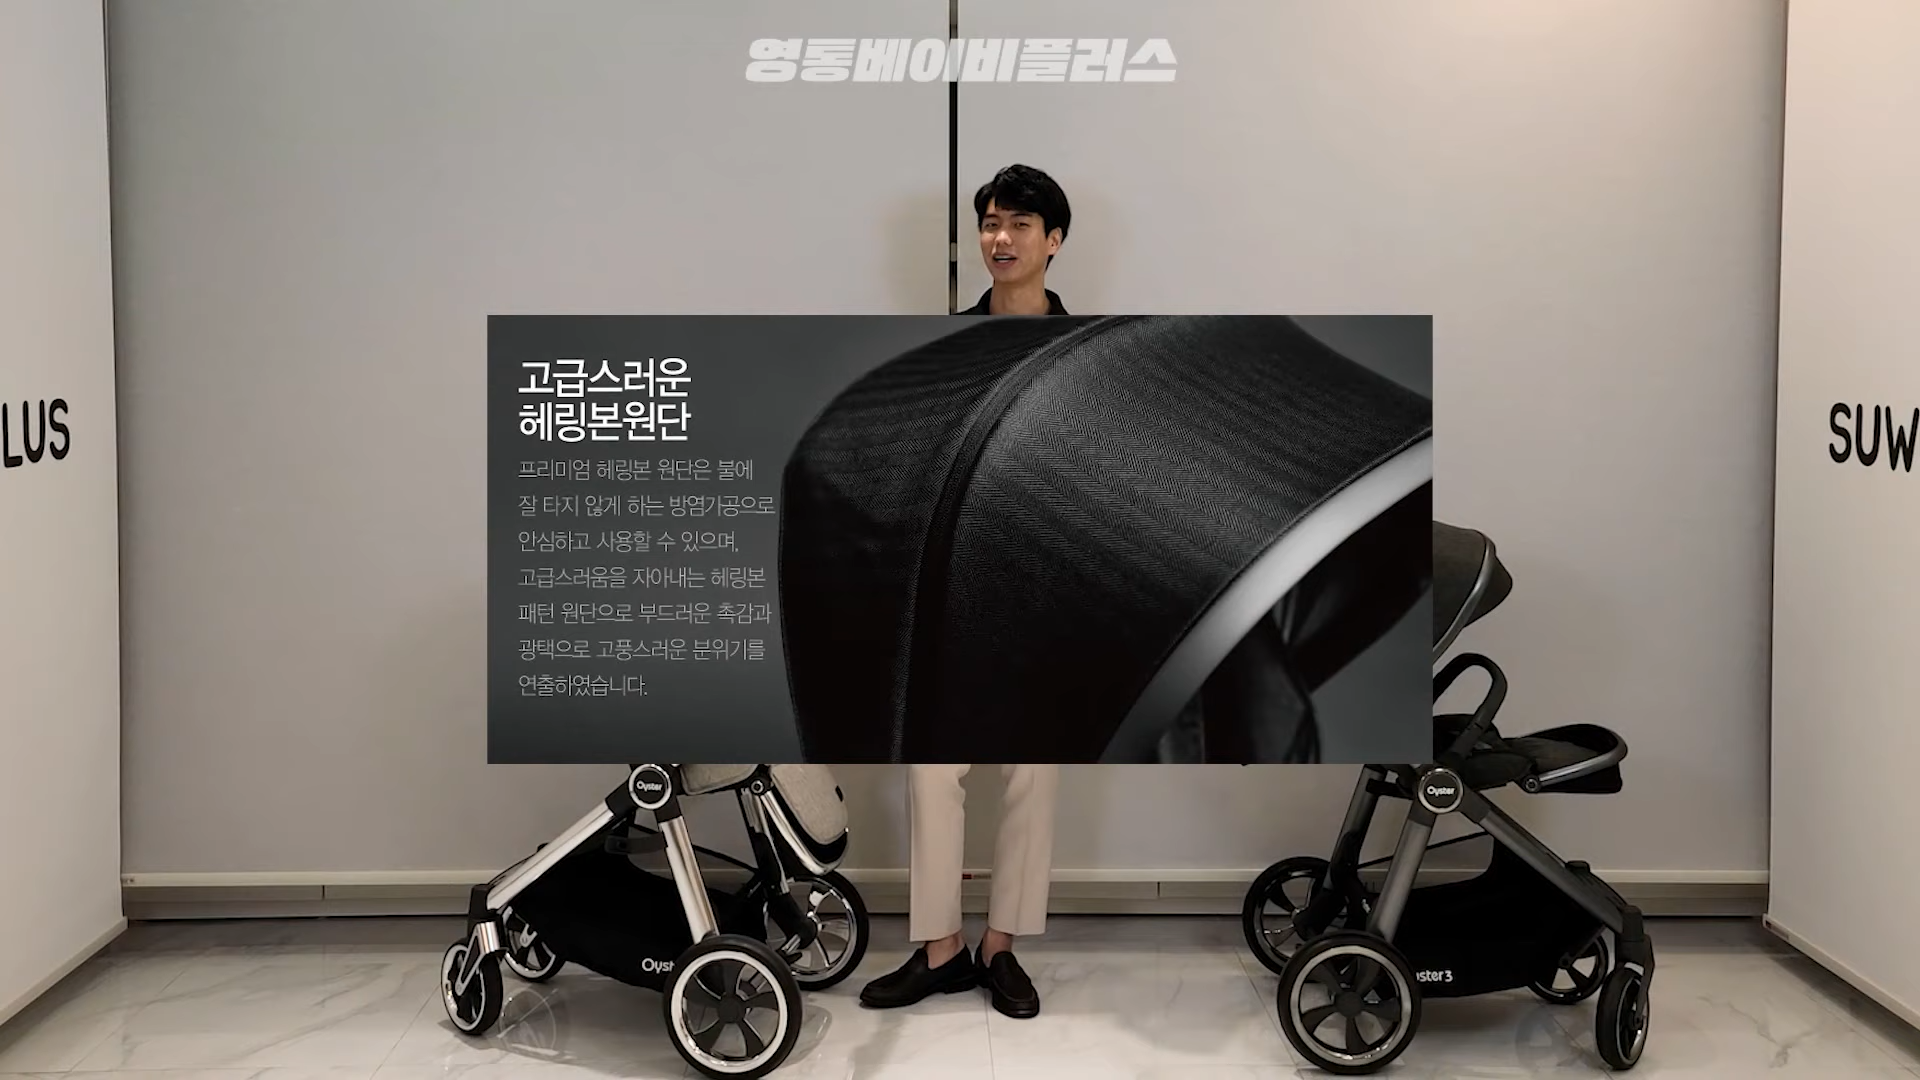 영통베이비플러스
LUS
SUW
고급스러운
헤링본원단
프리미엄 헤링본 원단은 불에
잘 타지 않게 하는 방염가공으로
안심하고 사용할 수 있으며,
고급스러움을 자아내는 헤링본
패턴 원단으로 부드러운 촉감과
광택으로 고풍스러운 분위기를
연출하였습니다.
Oyster
Oyster
Oyst
yster 3